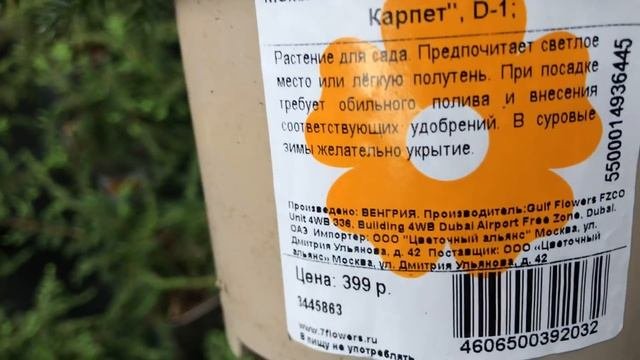 Карпет", D-1;
Растение для сада. Предпочитает светлое
место или лёгкую полутень. При посадке
требует обильного полива и внесения
соответствующих удобрений. В суровые
зимы желательно укрытие.
5500014936445
Произведено: ВЕНГРИЯ. Производитель:Gulf Flowers FZCO
Unit 4WB 336, Building 4WB Dubai Airport Free Zone, Dubai.
ОАЭ Импортер: ООО "Цветочный альянс" Москва, ул.
Дмитрия Ульянова, д. 42 Поставщик: ООО «Цветочный
альянс» Москва, ул. Дмитрия Ульянова, д. 42
Цена: 399 р.
3445863
www.7flowers.ru
В пищу не употреблять
4606500392032